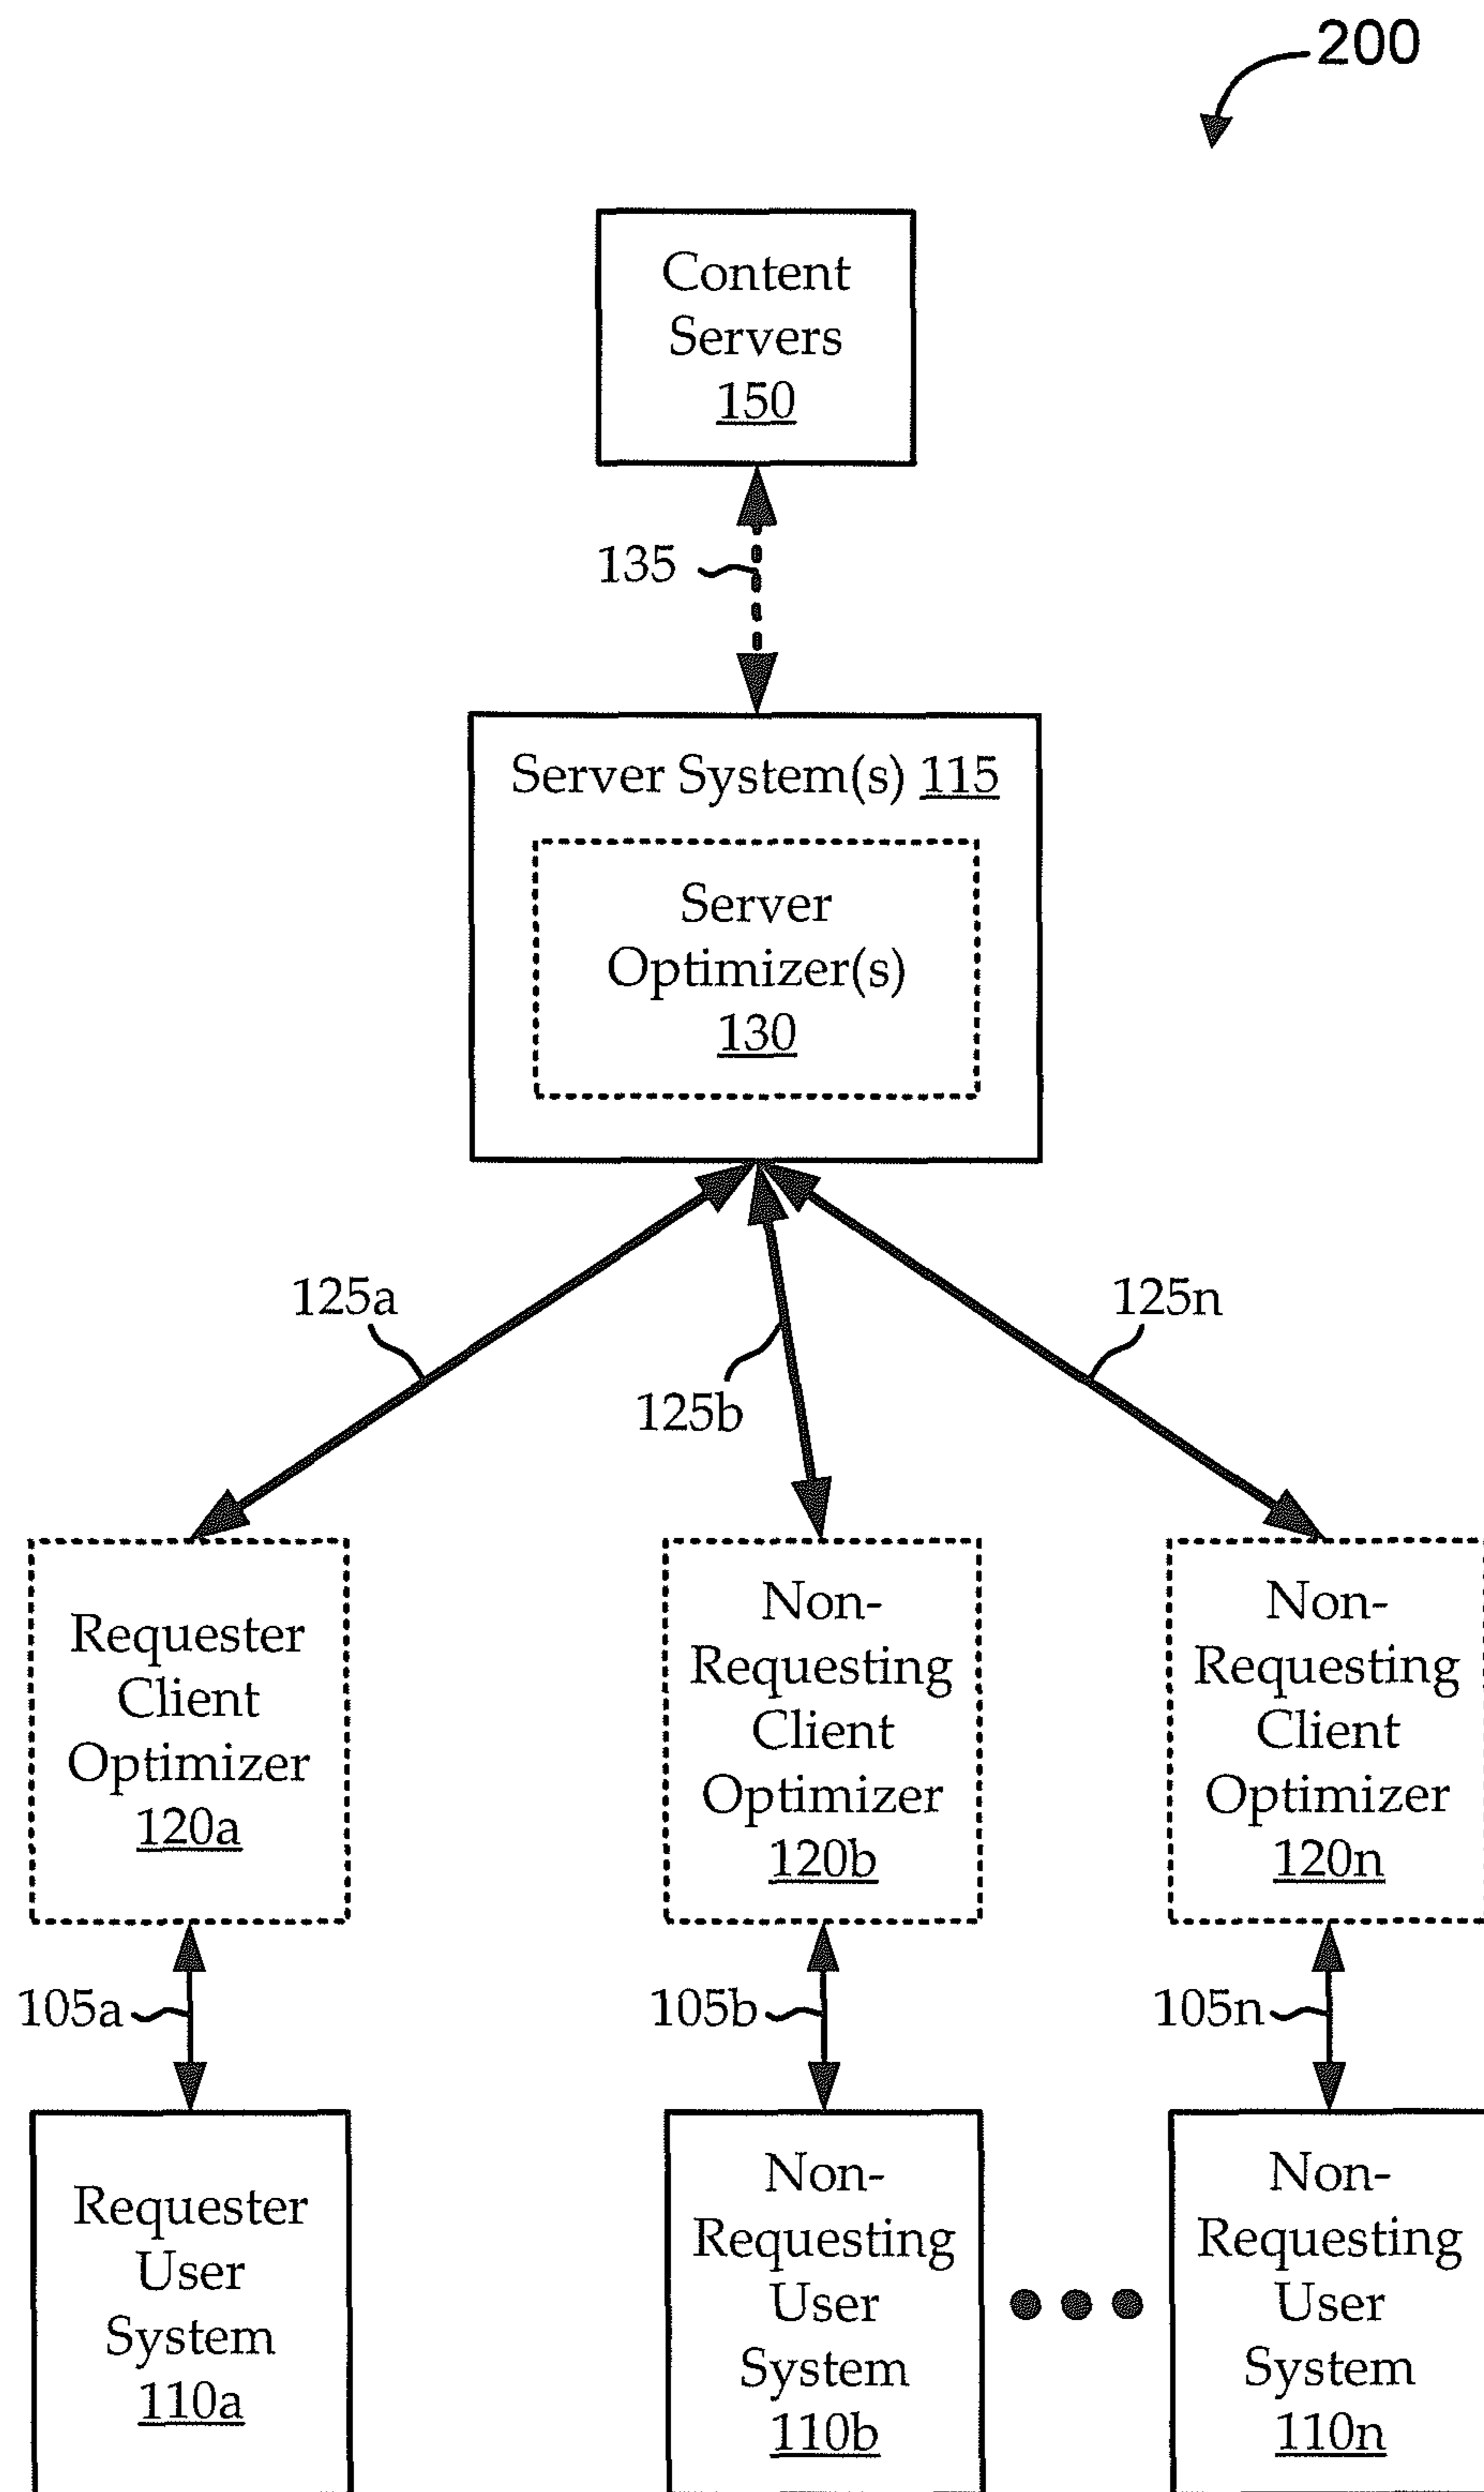 200
Content
Servers
150
135
Server System(s) 115
Server
Optimizer(s)
130
125a
125b
125n
Requester
Client
Optimizer
120a
Non-
Requesting
Client
Optimizer
120b
Non-
Requesting
Client
Optimizer
120n
105a
105b
105n
Requester
User
System
110a
Non-
Requesting
User
System
110b
Non-
Requesting
User
System
110n